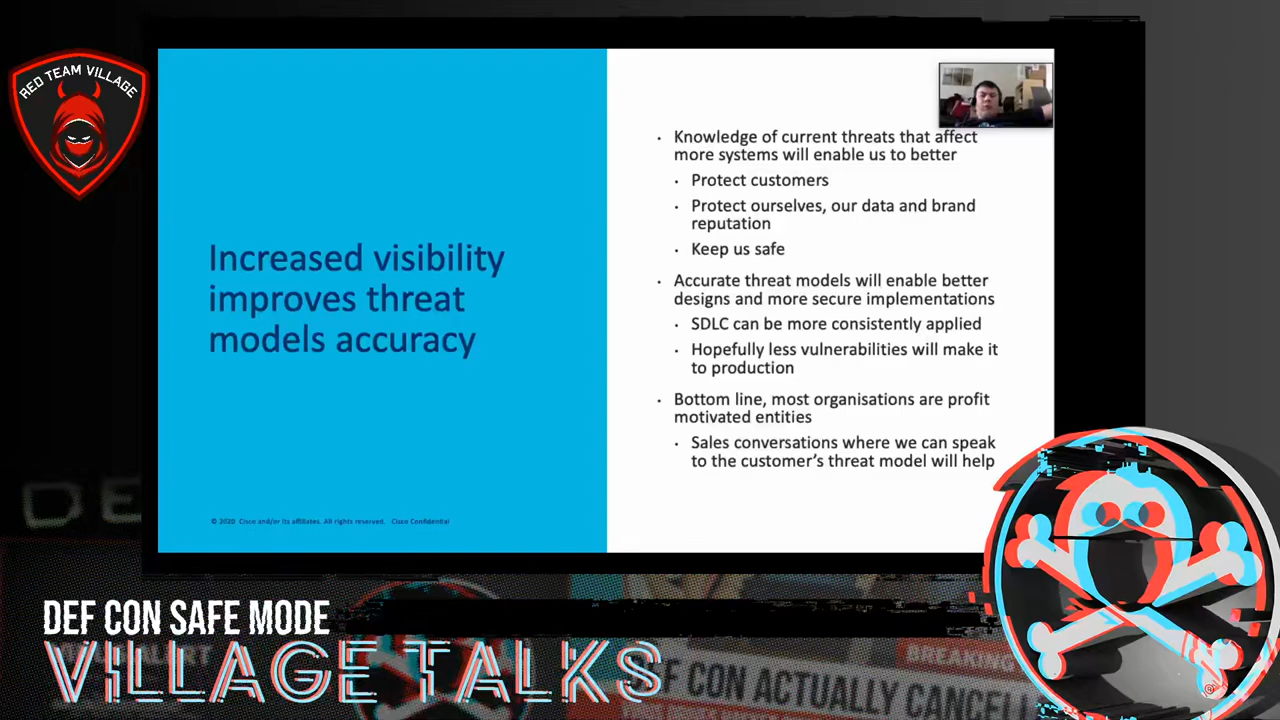 RED TEAM VILLAGE
Increased visibility
improves threat
models accuracy
© 2020 Cisco and/or its affiliates. All rights reserved. Cisco Confidential
· Knowledge of current threats that affect
more systems will enable us to better
· Protect customers
· Protect ourselves, our data and brand
reputation
· Keep us safe
· Accurate threat models will enable better
designs and more secure implementations
· SDLC can be more consistently applied
· Hopefully less vulnerabilities will make it
to production
· Bottom line, most organisations are profit
motivated entities
· Sales conversations where we can speak
to the customer's threat model will help
DEF CON SAFE MODE
VILLAGE TALKS
BREAKING
DEF CON ACTUALLY